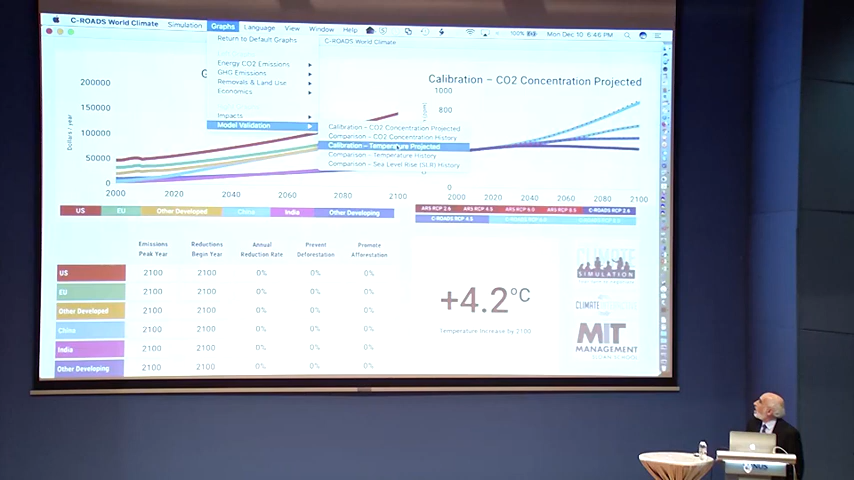 C-ROADS World Climate Simulation Graphs Language View Window Help
100%
Mon Dec 10 6:46 PM
C-ROADS World Climate
Return to Default Graphs
Energy CO2 Emissions
GHG Emissions
Removals & Land Use
Economics
Impacts
Model Validation
Calibration – CO2 Concentration Projected
Comparison – CO2 Concentration History
Calibration – Temperature Projected
Comparison – Temperature History
Comparison – Sea Level Rise (SLR) History
G
200000
150000
100000
50000
0
Dollars / year
2000 2020 2040 2060 2080 2100
US EU Other Developed China India Other Developing
Calibration – CO2 Concentration Projected
1000
800
0
2000 2020 2040 2060 2080 2100
AR5 RCP 2.6 AR5 RCP 4.5 AR5 RCP 6.0 AR5 RCP 8.5 C-ROADS RCP 2.6
C-ROADS RCP 4.5
Emissions Peak Year
Reductions Begin Year
Annual Reduction Rate
Prevent Deforestation
Promote Afforestation
US 2100 2100 0% 0% 0%
EU 2100 2100 0% 0% 0%
Other Developed 2100 2100 0% 0% 0%
China 2100 2100 0% 0% 0%
India 2100 2100 0% 0% 0%
Other Developing 2100 2100 0% 0% 0%
+4.2°C
Temperature Increase by 2100
CLIMATE
SIMULATION
CLIMATE
MIT
MANAGEMENT
NUS